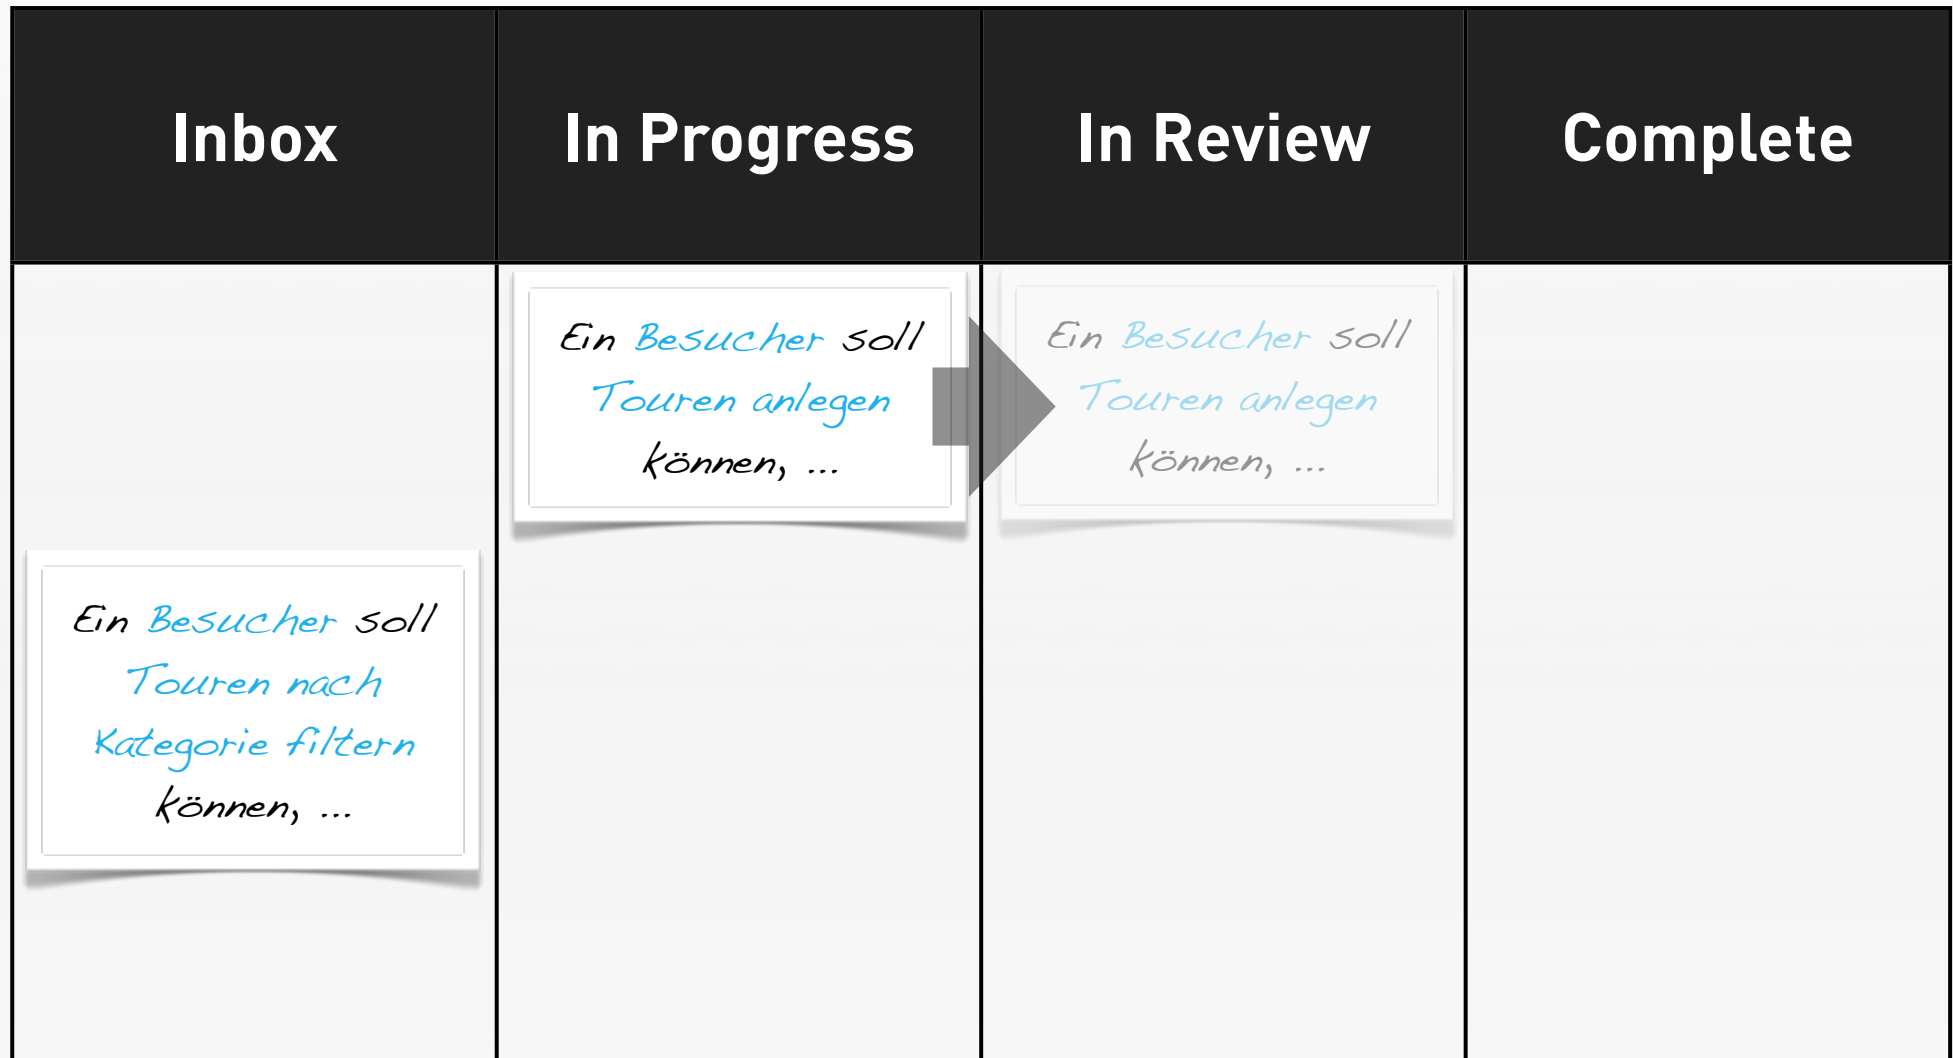 Inbox
In Progress
In Review
Complete
Ein Besucher soll
Touren anlegen
können, ...
Ein Besucher soll
Touren anlegen
können, ...
Ein Besucher soll
Touren nach
Kategorie filtern
können, ...